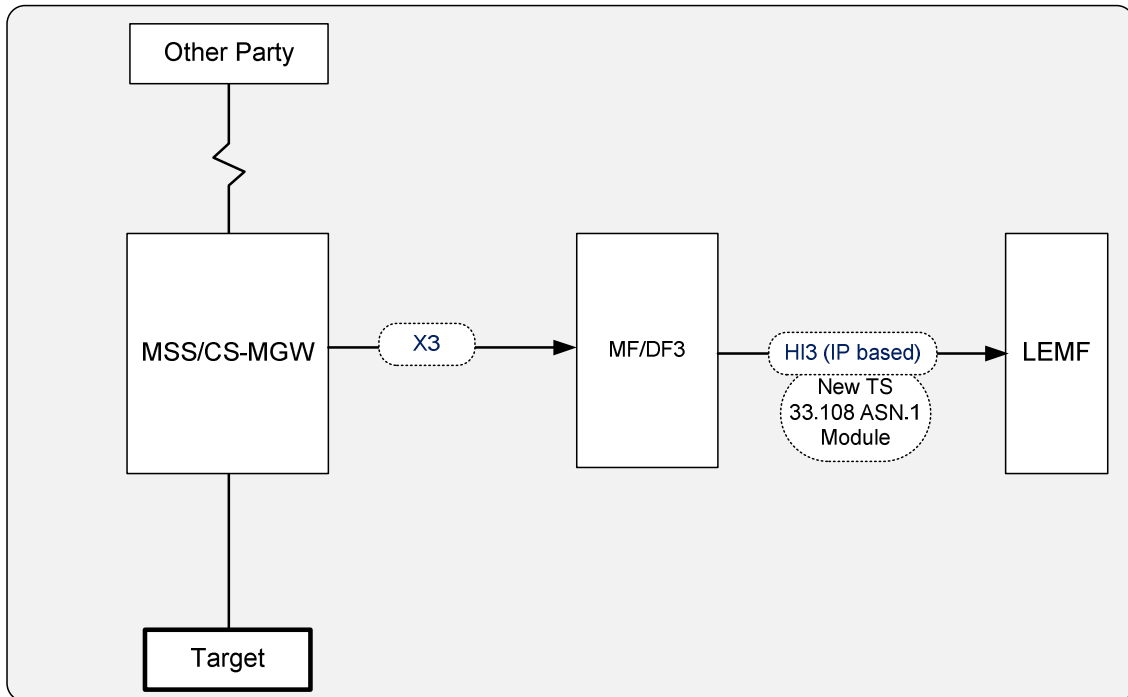 Other Party
MSS/CS-MGW
X3
MF/DF3
HI3 (IP based)
New TS
33.108 ASN.1
Module
LEMF
Target